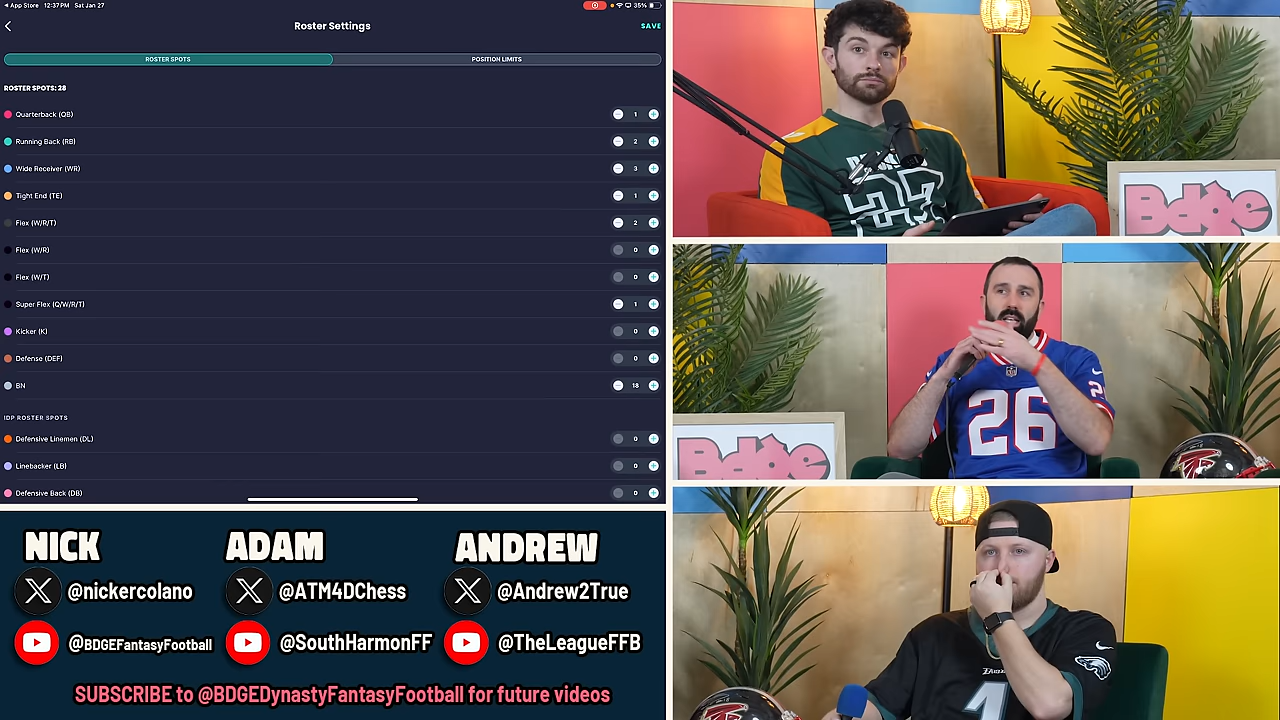 App Store 12:37 PM Sat Jan 27
35%
Roster Settings
SAVE
ROSTER SPOTS
POSITION LIMITS
ROSTER SPOTS: 28
Quarterback (QB) 1
Running Back (RB) 2
Wide Receiver (WR) 3
Tight End (TE) 1
Flex (W/R/T) 2
Flex (W/R) 0
Flex (W/T) 0
Super Flex (Q/W/R/T) 1
Kicker (K) 0
Defense (DEF) 0
BN 18
IDP ROSTER SPOTS
Defensive Linemen (DL) 0
Linebacker (LB) 0
Defensive Back (DB) 0
Bdge
26
2
Bdge
NICK
ADAM
ANDREW
@nickercolano
@ATM4DChess
@Andrew2True
@BDGEFantasyFootball
@SouthHarmonFF
@TheLeagueFFB
SUBSCRIBE to @BDGEDynastyFantasyFootball for future videos
1